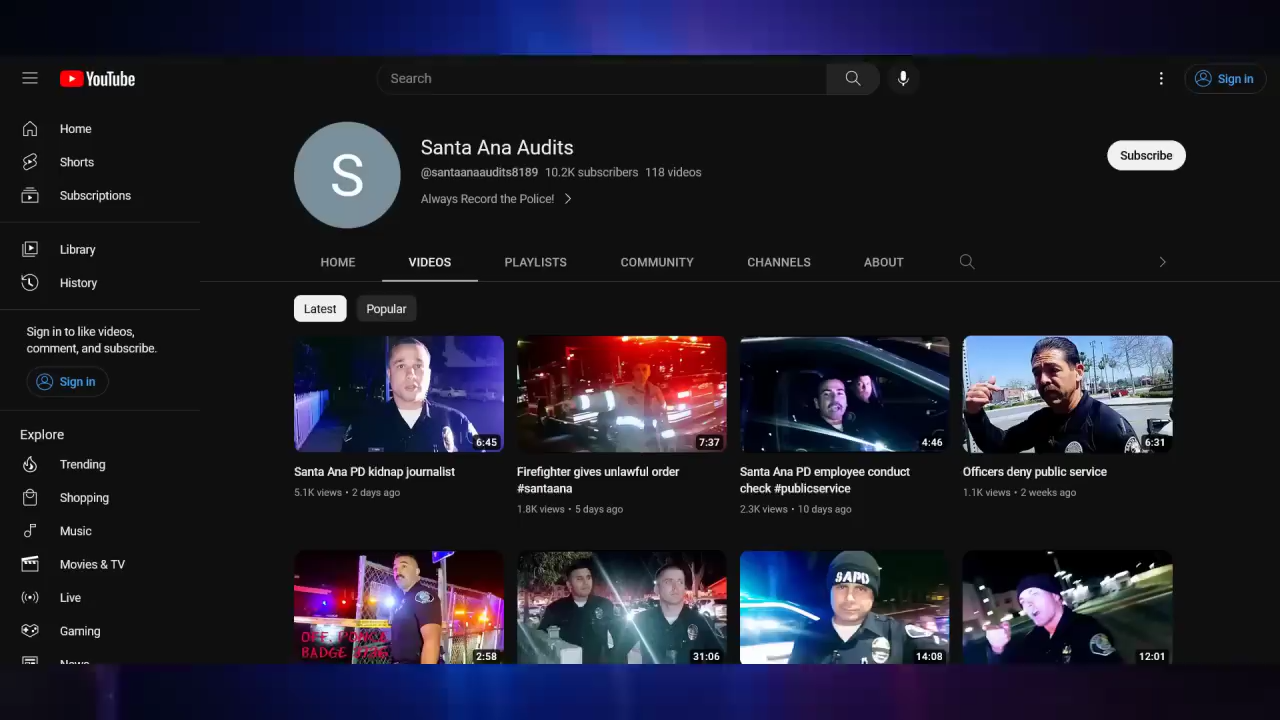 YouTube
Search
Sign in
Home
Shorts
Subscriptions
Library
History
Sign in to like videos,
comment, and subscribe.
Sign in
Explore
Trending
Shopping
Music
Movies & TV
Live
Gaming
News
S
Santa Ana Audits
@santaanaaudits8189 10.2K subscribers 118 videos
Always Record the Police!
Subscribe
HOME VIDEOS PLAYLISTS COMMUNITY CHANNELS ABOUT
Latest Popular
6:45
Santa Ana PD kidnap journalist
5.1K views • 2 days ago
7:37
Firefighter gives unlawful order
#santaana
1.8K views • 5 days ago
4:46
Santa Ana PD employee conduct
check #publicservice
2.3K views • 10 days ago
6:31
Officers deny public service
1.1K views • 2 weeks ago
OFF.
BADGE
2:58
31:06
SAPD
14:08
12:01